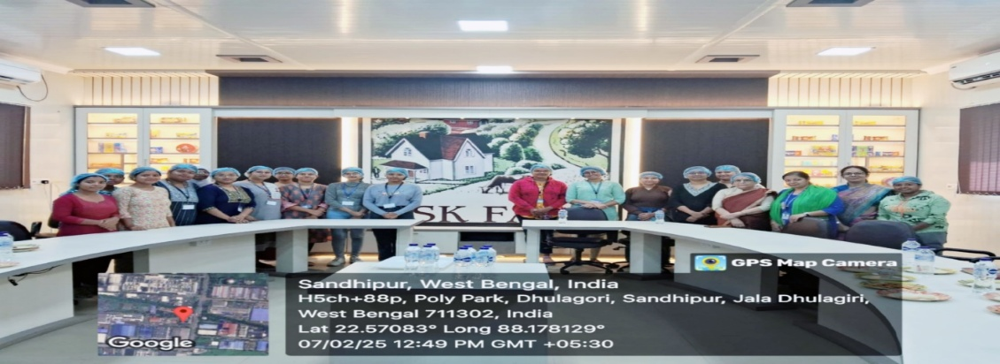 SK FA
GPS Map Camera
Sandhipur, West Bengal, India
H5ch+88p, Poly Park, Dhulagori, Sandhipur, Jala Dhulagiri,
West Bengal 711302, India
Lat 22.57083° Long 88.178129°
07/02/25 12:49 PM GMT +05:30
Google